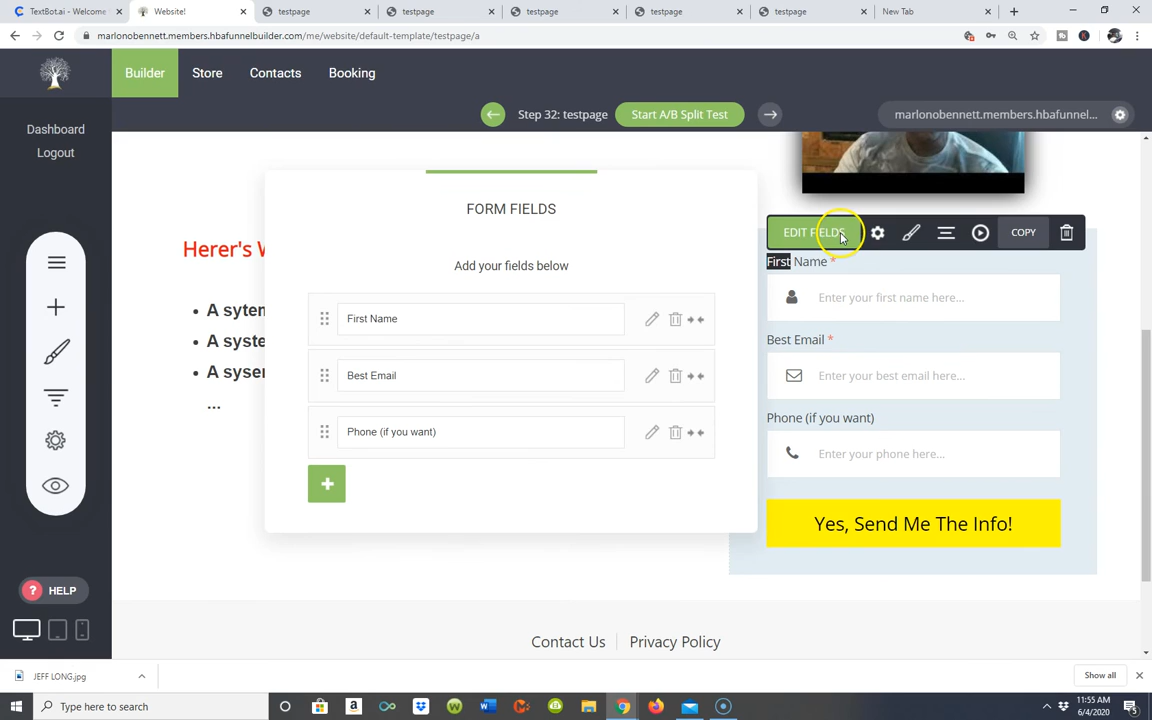 TextBot.ai - Welcome
Website!
testpage
testpage
testpage
testpage
testpage
New Tab
marlonobennett.members.hbafunnelbuilder.com/me/website/default-template/testpage/a
Builder
Store
Contacts
Booking
Dashboard
Logout
Step 32: testpage
Start A/B Split Test
marlonobennett.members.hbafunnelbuilder.com...
FORM FIELDS
Add your fields below
First Name
Best Email
Phone (if you want)
Herer's W
A sytem
A syste
A sysem
...
EDIT FIELDS
COPY
First Name *
Enter your first name here...
Best Email *
Enter your best email here...
Phone (if you want)
Enter your phone here...
Yes, Send Me The Info!
HELP
Contact Us
Privacy Policy
JEFF LONG.jpg
Show all
Type here to search
11:55 AM
6/4/2020
5